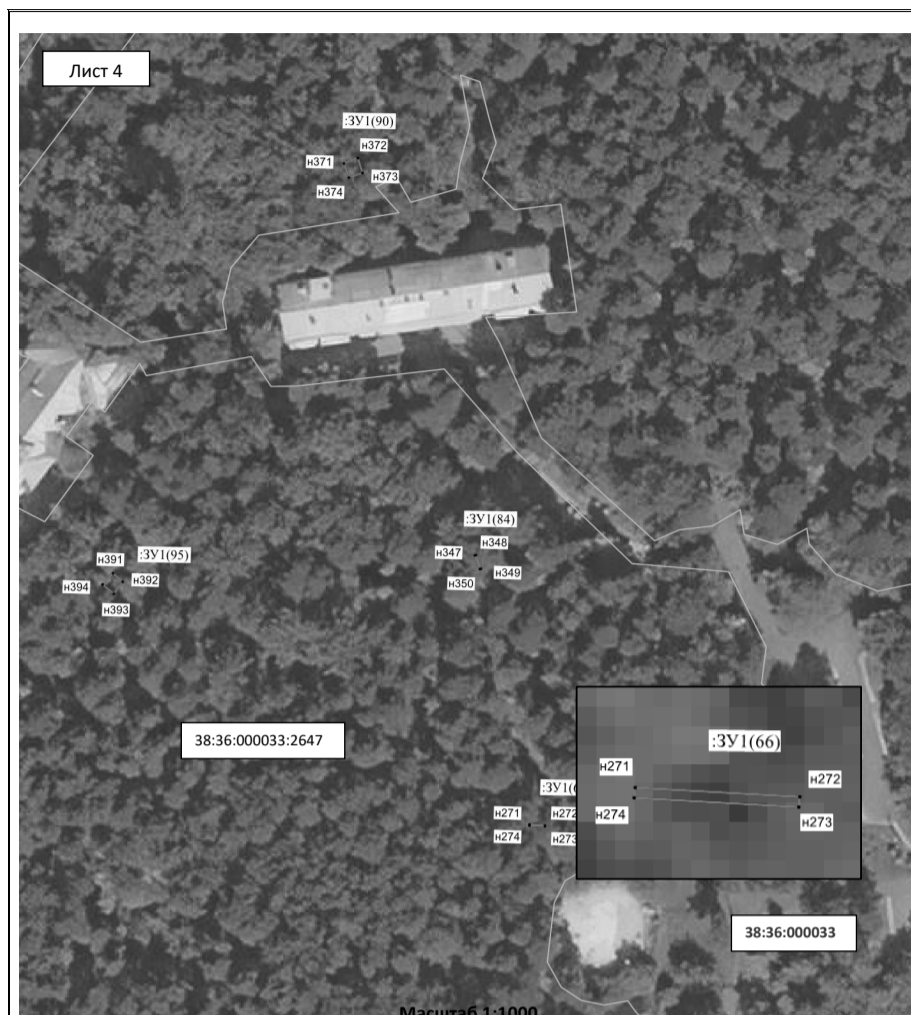 Лист 4
:ЗУ1(90)
н372
н371
н373
н374
:ЗУ1(84)
н348
н347
н349
н350
:ЗУ1(95)
н391
н392
н394
н393
38:36:000033:2647
:ЗУ1(66)
н271
н272
н274
н273
:ЗУ1(6
н271
н272
н274
н273
38:36:000033
Масштаб 1:1000